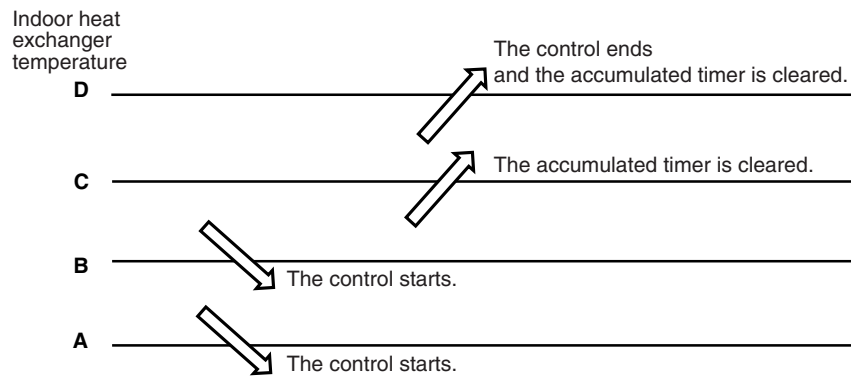 Indoor heat
exchanger
temperature
The control ends
and the accumulated timer is cleared.
D
The accumulated timer is cleared.
C
B
The control starts.
A
The control starts.